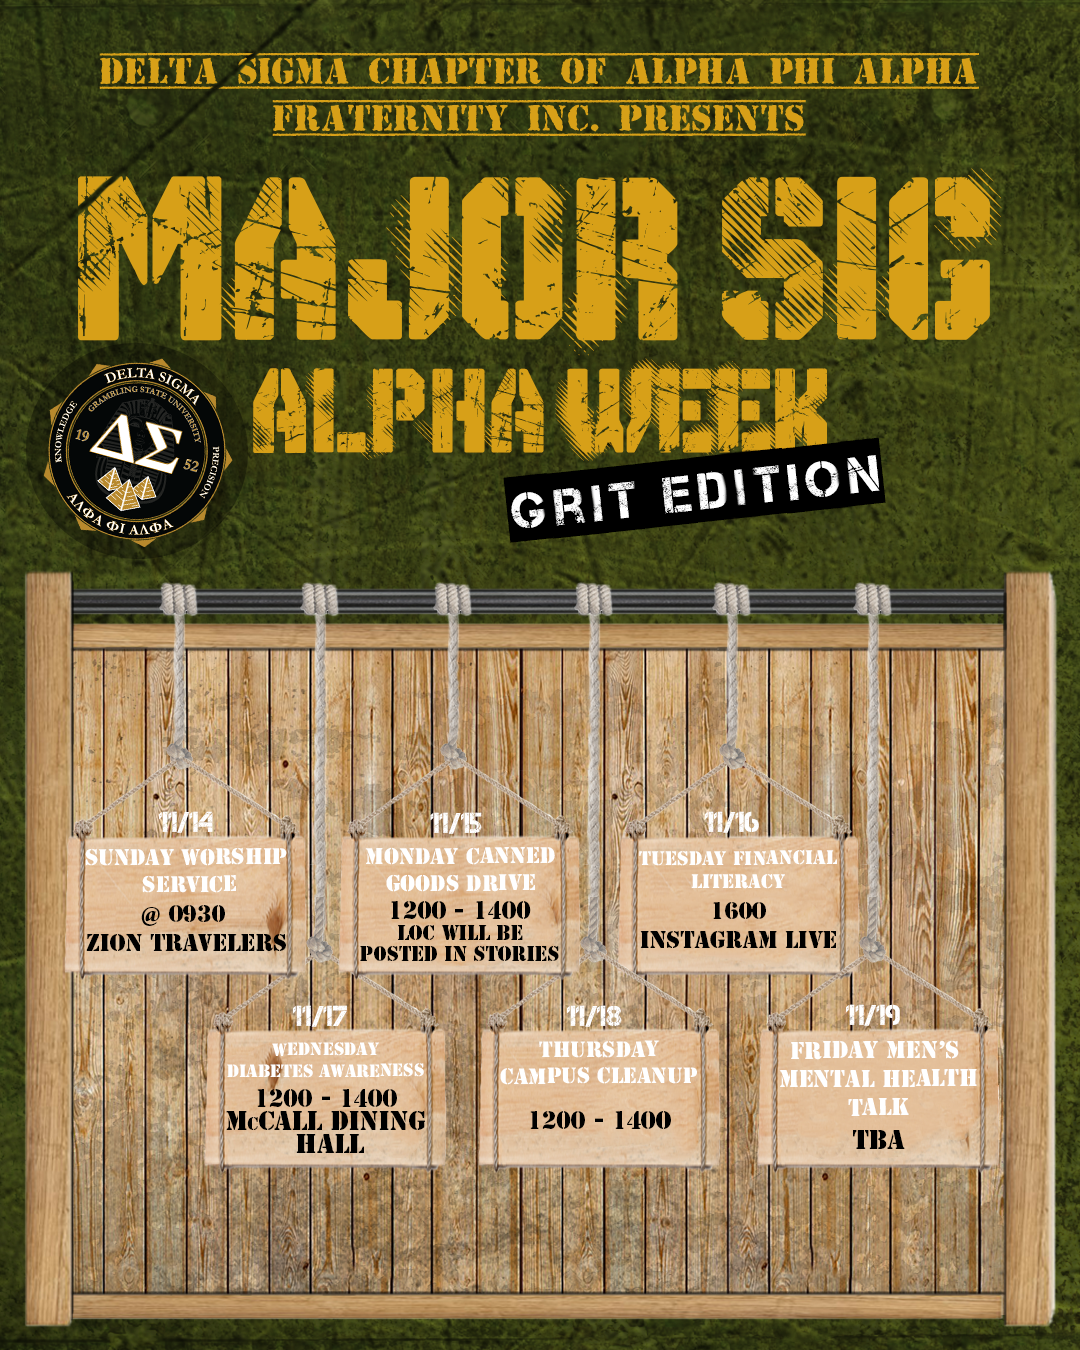 DELTA SIGMA CHAPTER OF ALPHA PHI ALPHA
FRATERNITY INC. PRESENTS
MAJOR SIG
ALPHA WEEK
GRIT EDITION
DELTA SIGMA
GRAMBLING STATE UNIVERSITY
KNOWLEDGE
PRECISION
19
52
ΔΣ
ΑΛΦΑ ΦΙ ΑΛΦΑ
11/14
SUNDAY WORSHIP
SERVICE
@ 0930
ZION TRAVELERS
11/15
MONDAY CANNED
GOODS DRIVE
1200 - 1400
LOC WILL BE
POSTED IN STORIES
11/16
TUESDAY FINANCIAL
LITERACY
1600
INSTAGRAM LIVE
11/17
WEDNESDAY
DIABETES AWARENESS
1200 - 1400
McCALL DINING
HALL
11/18
THURSDAY
CAMPUS CLEANUP
1200 - 1400
11/19
FRIDAY MEN'S
MENTAL HEALTH
TALK
TBA